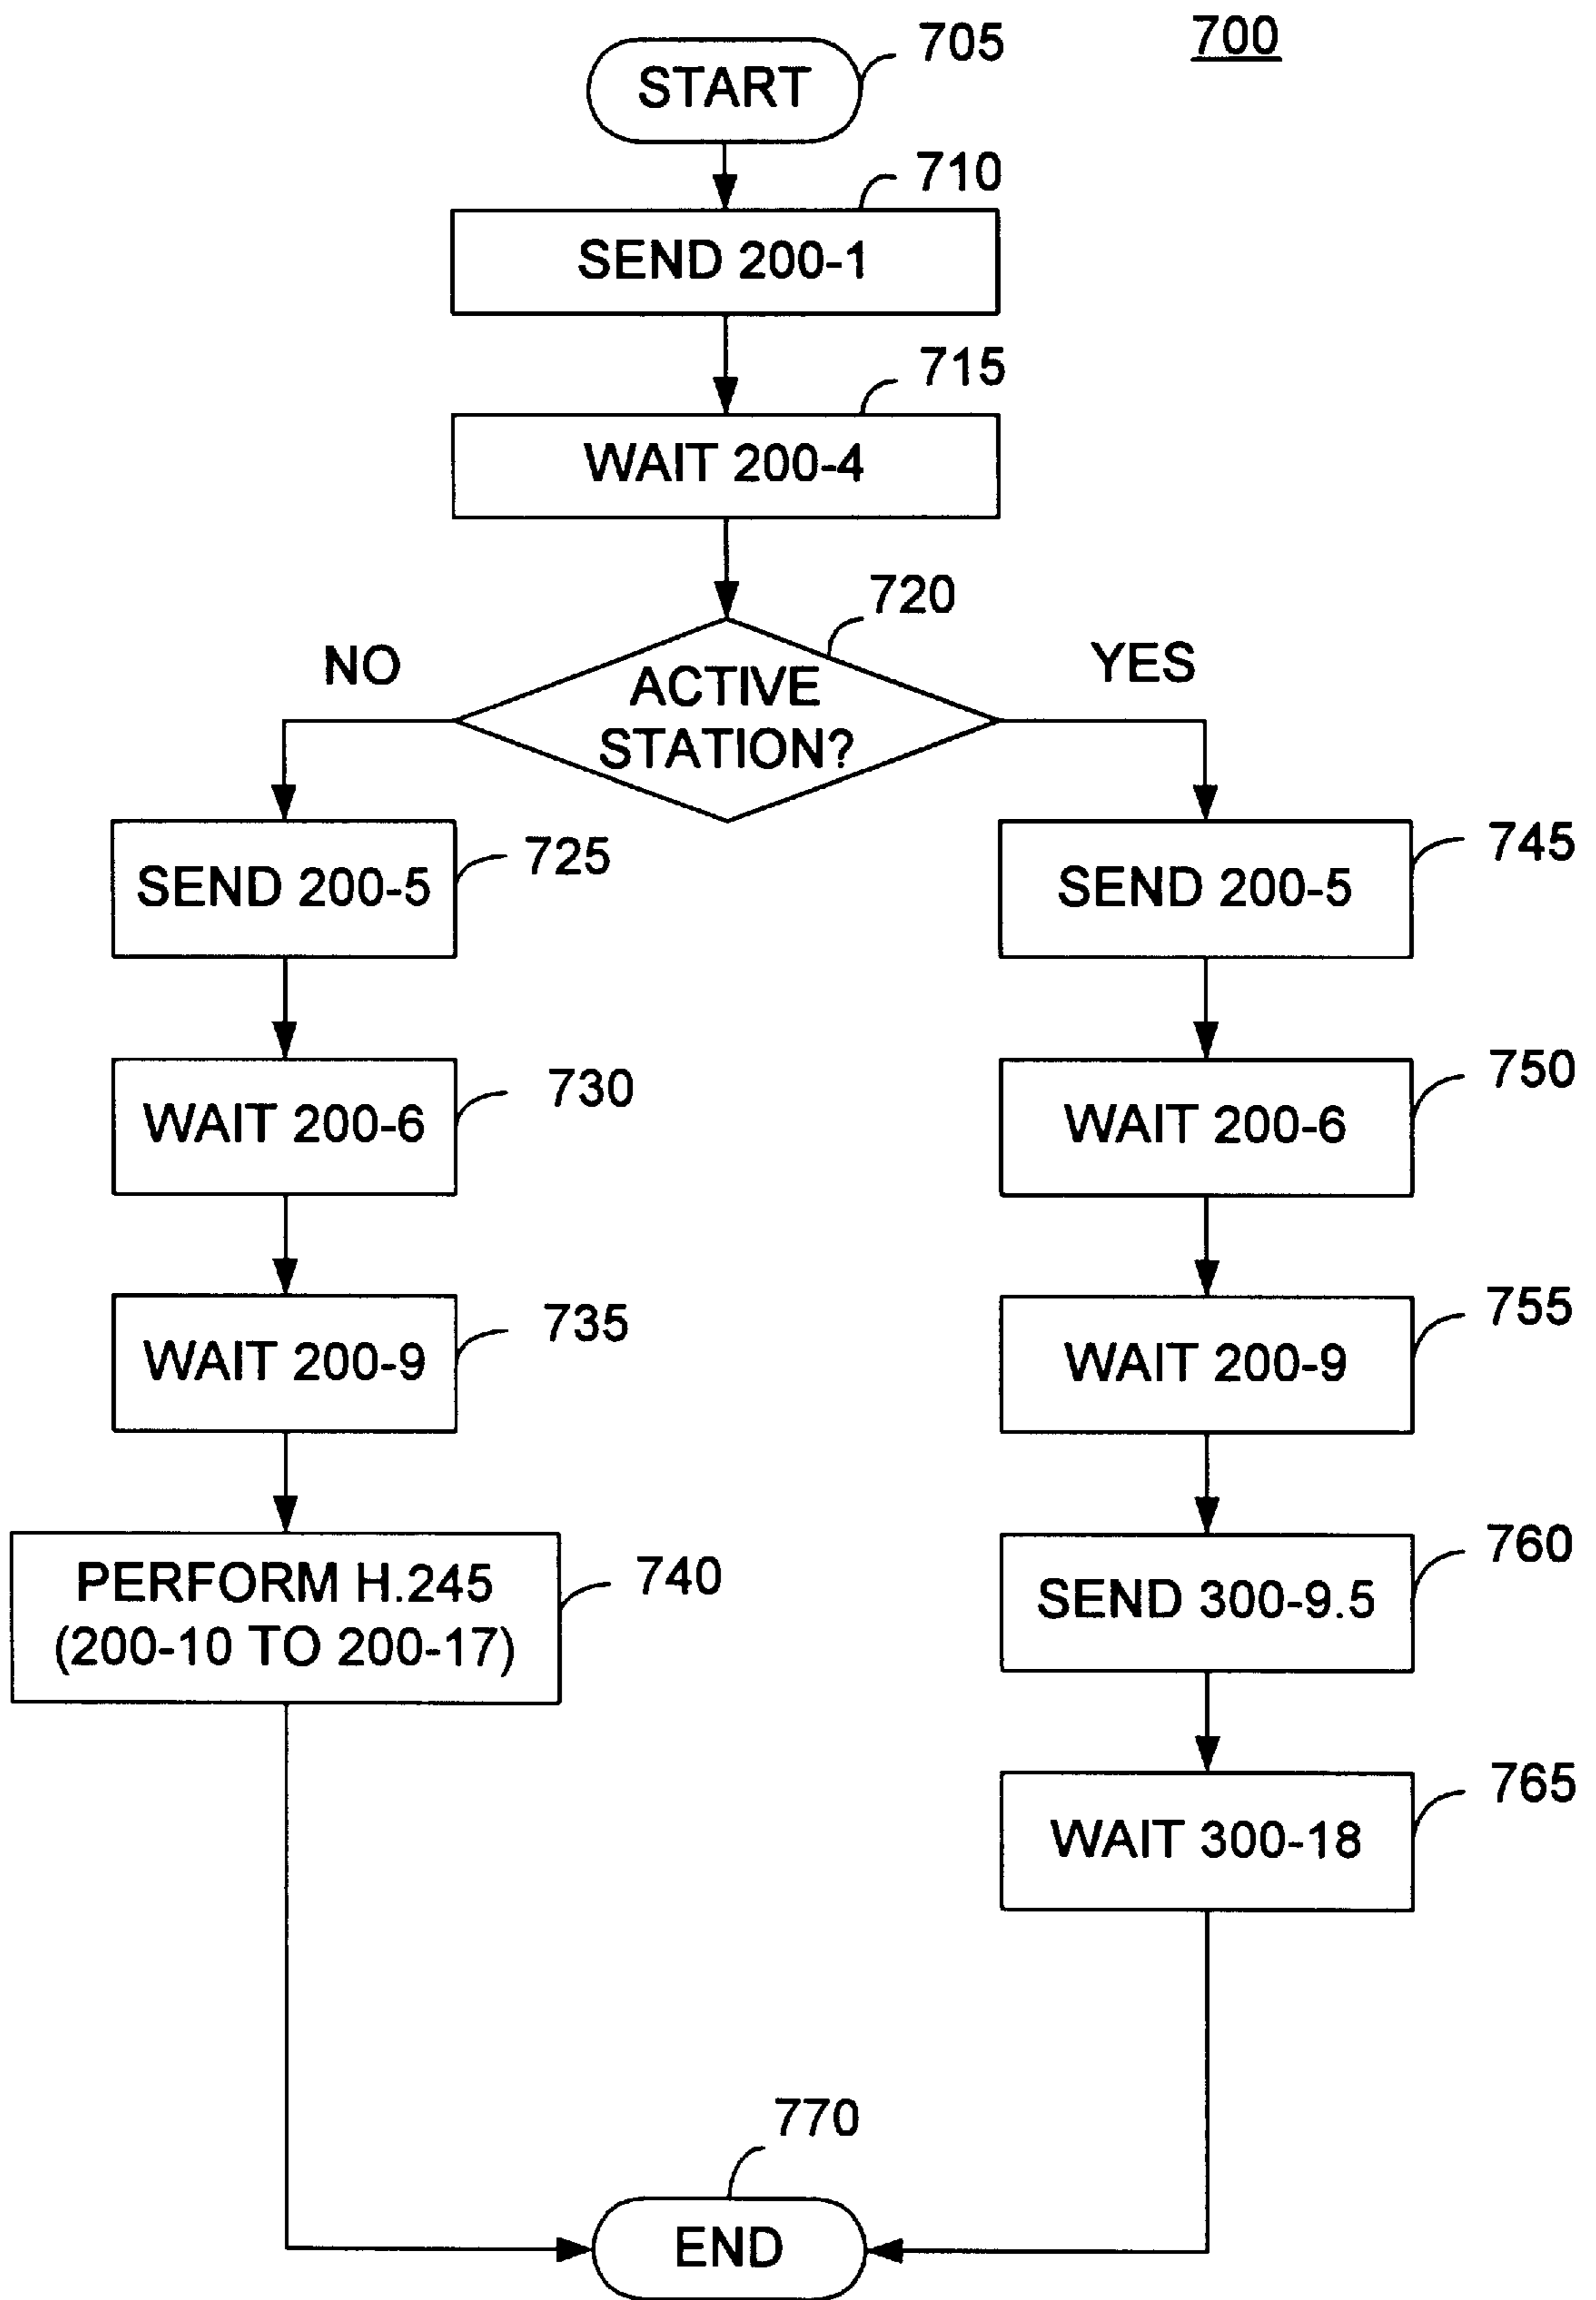 700
START
705
710
SEND 200-1
715
WAIT 200-4
720
NO
YES
ACTIVE
STATION?
725
SEND 200-5
745
SEND 200-5
730
WAIT 200-6
750
WAIT 200-6
735
WAIT 200-9
755
WAIT 200-9
740
PERFORM H.245
(200-10 TO 200-17)
760
SEND 300-9.5
765
WAIT 300-18
770
END